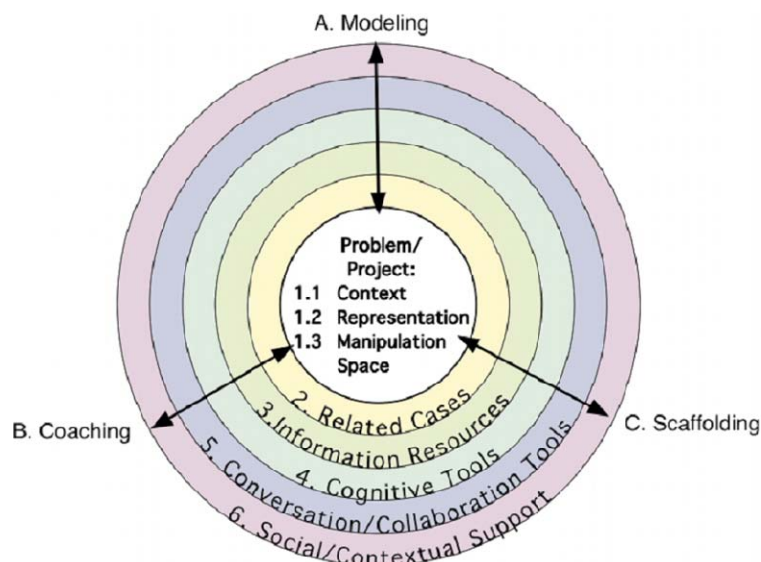 A. Modeling
Problem/
Project:
1.1 Context
1.2 Representation
1.3 Manipulation
Space
B. Coaching
C. Scaffolding
2. Related Cases
3.Information Resources
4. Cognitive Tools
5. Conversation/Collaboration Tools
6. Social/Contextual Support